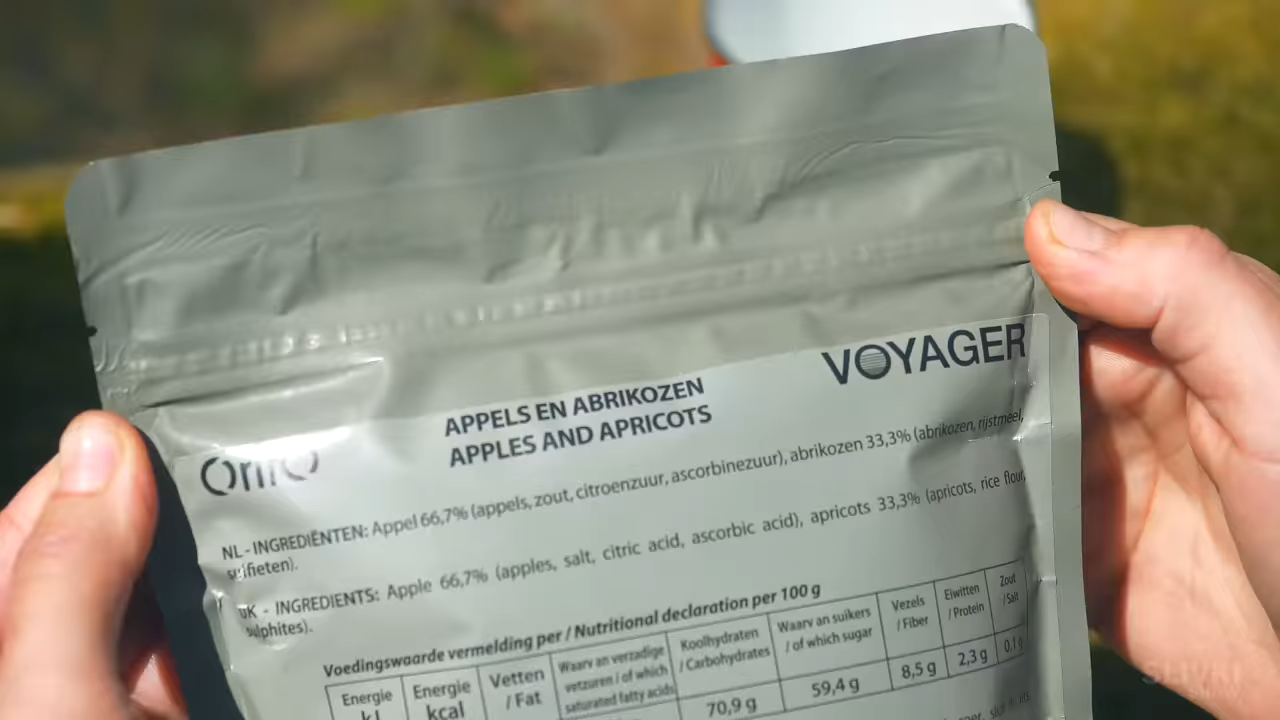 VOYAGER
APPELS EN ABRIKOZEN
APPLES AND APRICOTS
NL - INGREDIËNTEN: Appel 66,7% (appels, zout, citroenzuur, ascorbinezuur), abrikozen 33,3% (abrikozen, rijstmeel,
sulfieten).
UK - INGREDIENTS: Apple 66,7% (apples, salt, citric acid, ascorbic acid), apricots 33,3% (apricots, rice flour,
sulphites).
Voedingswaarde vermelding per / Nutritional declaration per 100 g
Energie kJ
Energie kcal
Vetten / Fat
Waarv an verzadige vetzuren / of which saturated fatty acids
Koolhydraten / Carbohydrates
Waarv an suikers / of which sugar
Vezels / Fiber
Eiwitten / Protein
Zout / Salt
70,9 g
59,4 g
8,5 g
2,3 g
0,1 g